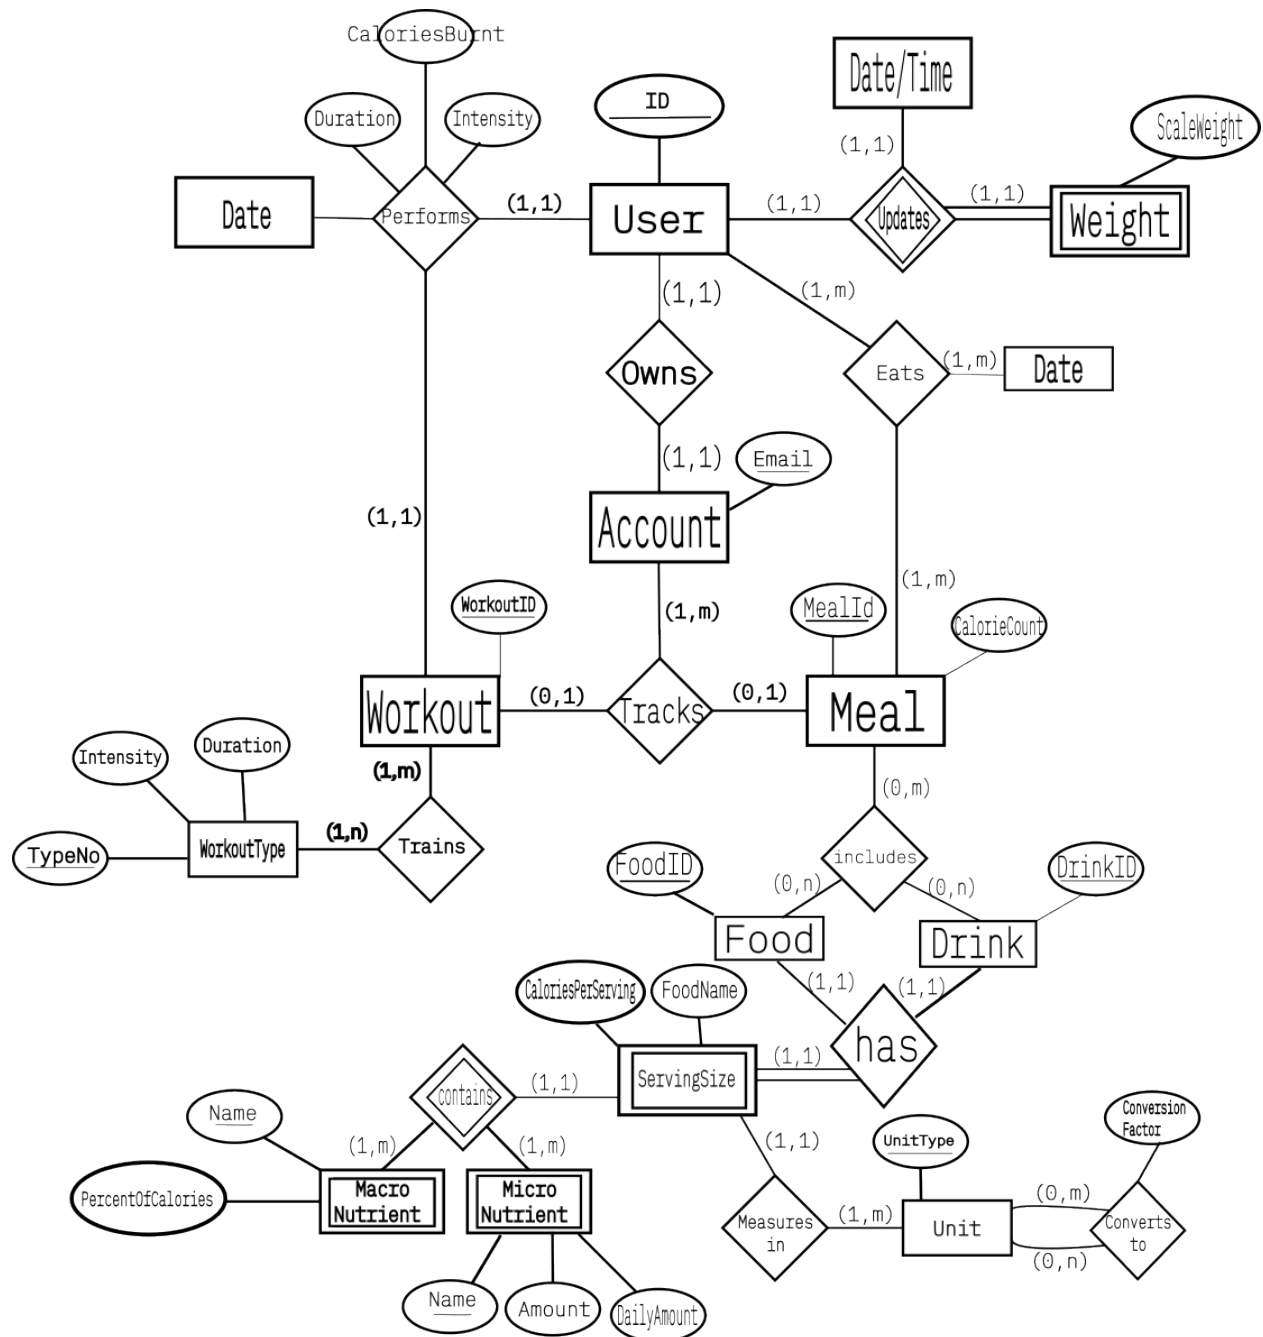 CaloriesBurnt
Duration
Intensity
ID
Date/Time
ScaleWeight
(1,1)
Date
Performs
(1,1)
User
(1,1)
Updates
(1,1)
Weight
(1,1)
(1,m)
Owns
Eats
(1,m)
Date
(1,1)
Email
(1,1)
Account
(1,m)
WorkoutID
(1,m)
MealId
CalorieCount
Workout
(0,1)
Tracks
(0,1)
Meal
Intensity
Duration
(1,m)
(0,m)
TypeNo
WorkoutType
(1,n)
Trains
includes
FoodID
(0,n)
(0,n)
DrinkID
Food
Drink
CaloriesPerServing
FoodName
(1,1)
(1,1)
has
ServingSize
(1,1)
contains
(1,1)
Name
(1,m)
(1,m)
(1,1)
UnitType
Conversion
Factor
PercentOfCalories
Macro
Nutrient
Micro
Nutrient
Measures
in
(1,m)
Unit
(0,m)
(0,n)
Converts
to
Name
Amount
DailyAmount